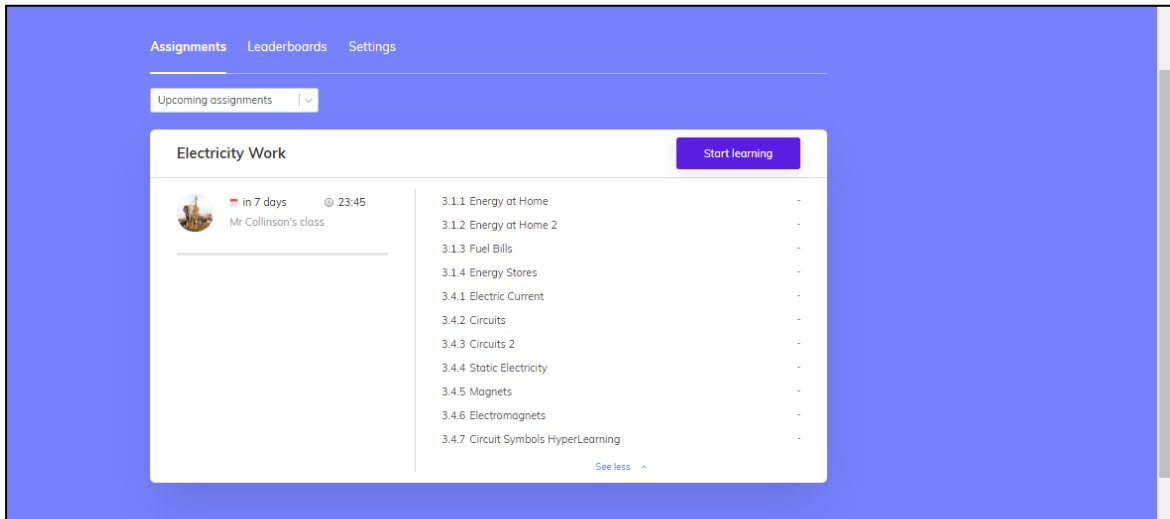 Assignments Leaderboards Settings
Upcoming assignments
Electricity Work
Start learning
in 7 days 23:45
Mr Collinson's class
3.1.1 Energy at Home -
3.1.2 Energy at Home 2 -
3.1.3 Fuel Bills -
3.1.4 Energy Stores -
3.4.1 Electric Current -
3.4.2 Circuits -
3.4.3 Circuits 2 -
3.4.4 Static Electricity -
3.4.5 Magnets -
3.4.6 Electromagnets -
3.4.7 Circuit Symbols HyperLearning -
See less